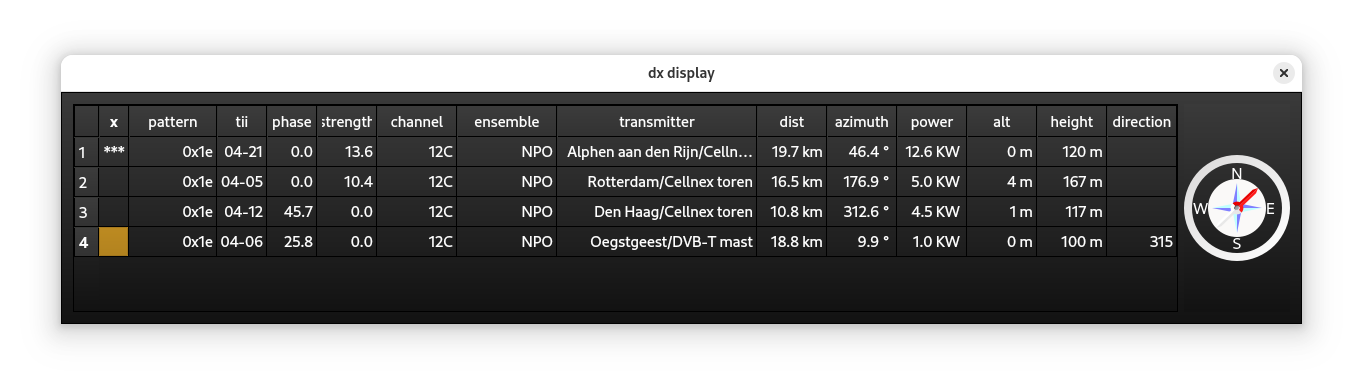 dx display
x pattern tii phase strength channel ensemble transmitter dist azimuth power alt height direction
1 *** 0x1e 04-21 0.0 13.6 12C NPO Alphen aan den Rijn/Celln... 19.7 km 46.4 ° 12.6 KW 0 m 120 m
2 0x1e 04-05 0.0 10.4 12C NPO Rotterdam/Cellnex toren 16.5 km 176.9 ° 5.0 KW 4 m 167 m
3 0x1e 04-12 45.7 0.0 12C NPO Den Haag/Cellnex toren 10.8 km 312.6 ° 4.5 KW 1 m 117 m
4 0x1e 04-06 25.8 0.0 12C NPO Oegstgeest/DVB-T mast 18.8 km 9.9 ° 1.0 KW 0 m 100 m 315
N
W E
S